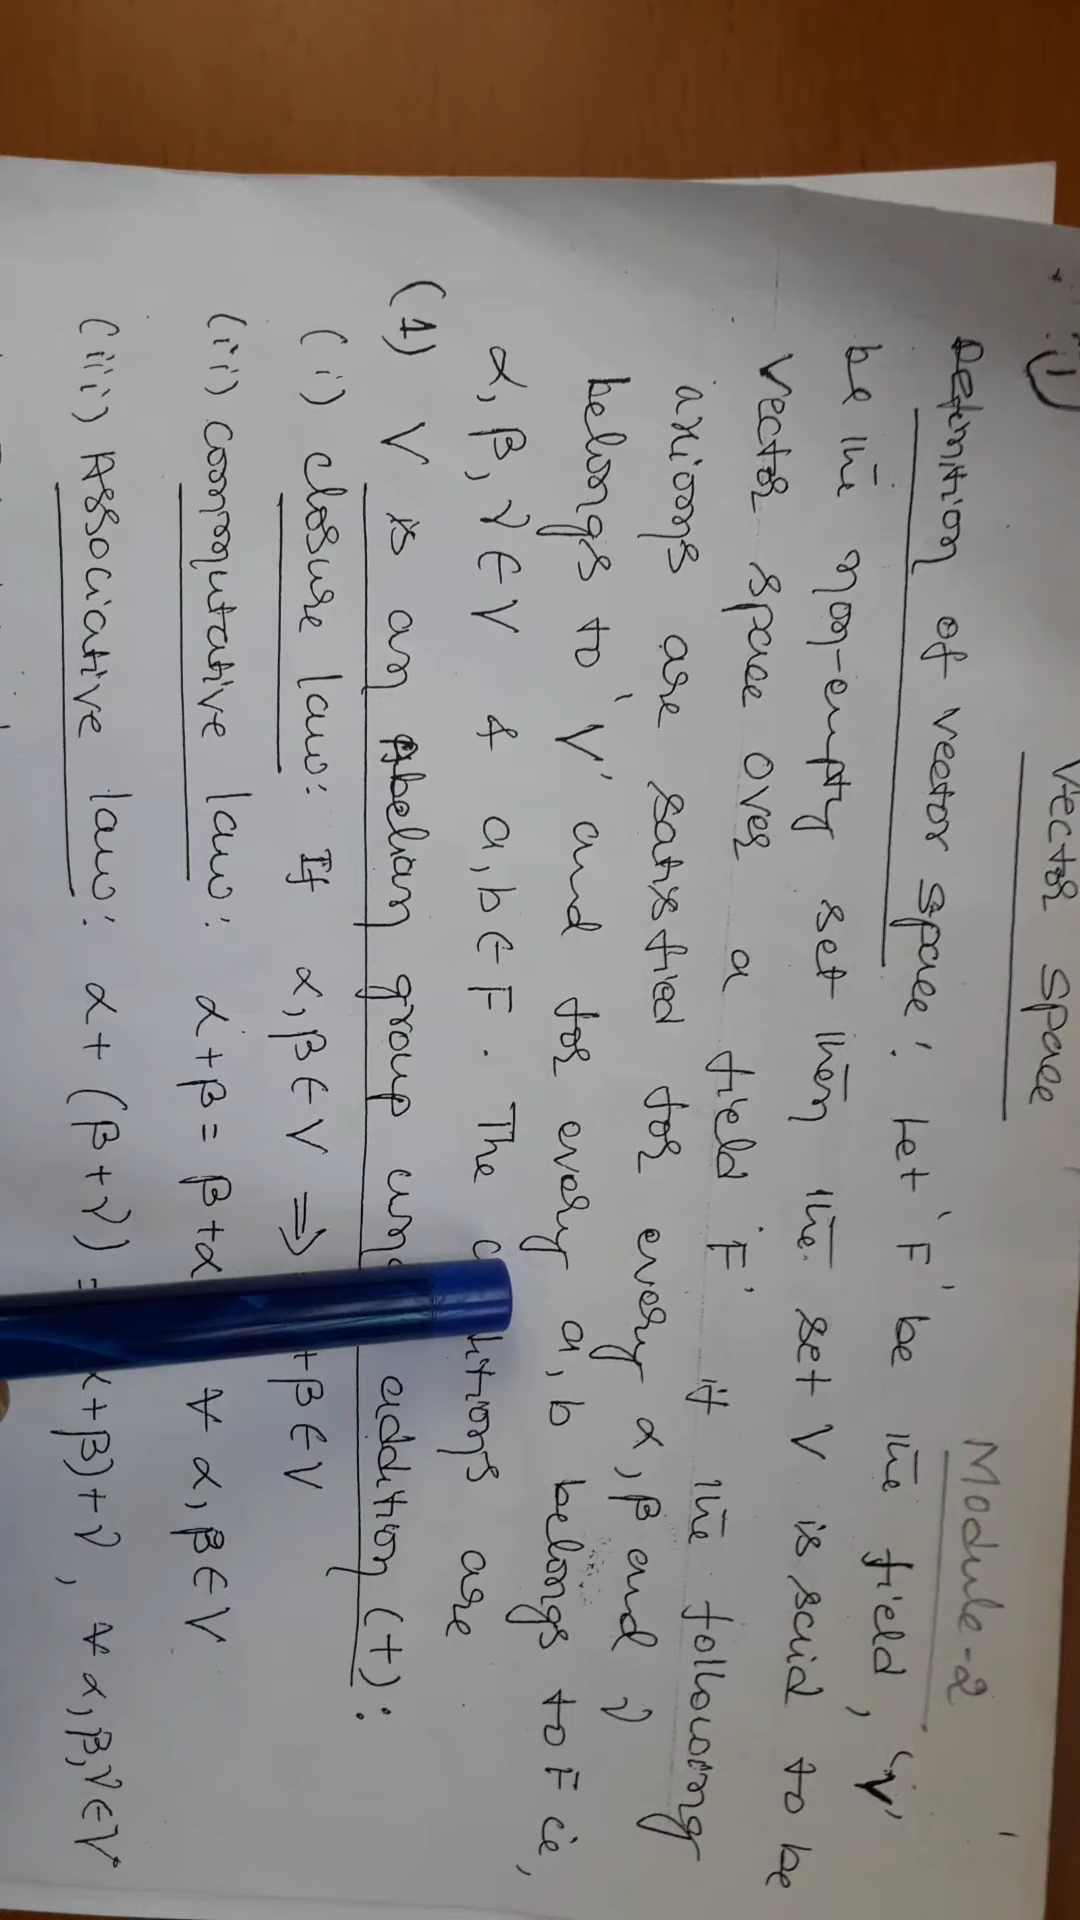 (1)
Vector space
Module-2
Definition of vector space: Let 'F' be the field, 'V'
be the non-empty set then the set V is said to be
vector space over a field 'F' if the following
axioms are satisfied for every α, β and γ
belongs to 'V' and for every a, b belongs to F ie,
α, β, γ ∈ V & a, b ∈ F. The are
(1) V is an Abelian group addition (+):
(i) closure law: If α, β ∈ V ⇒ + β ∈ V
(ii) commutative law: α + β = β + α ∀ α, β ∈ V
(iii) Associative law: α + (β + γ) = + β) + γ, ∀ α, β, γ ∈ V